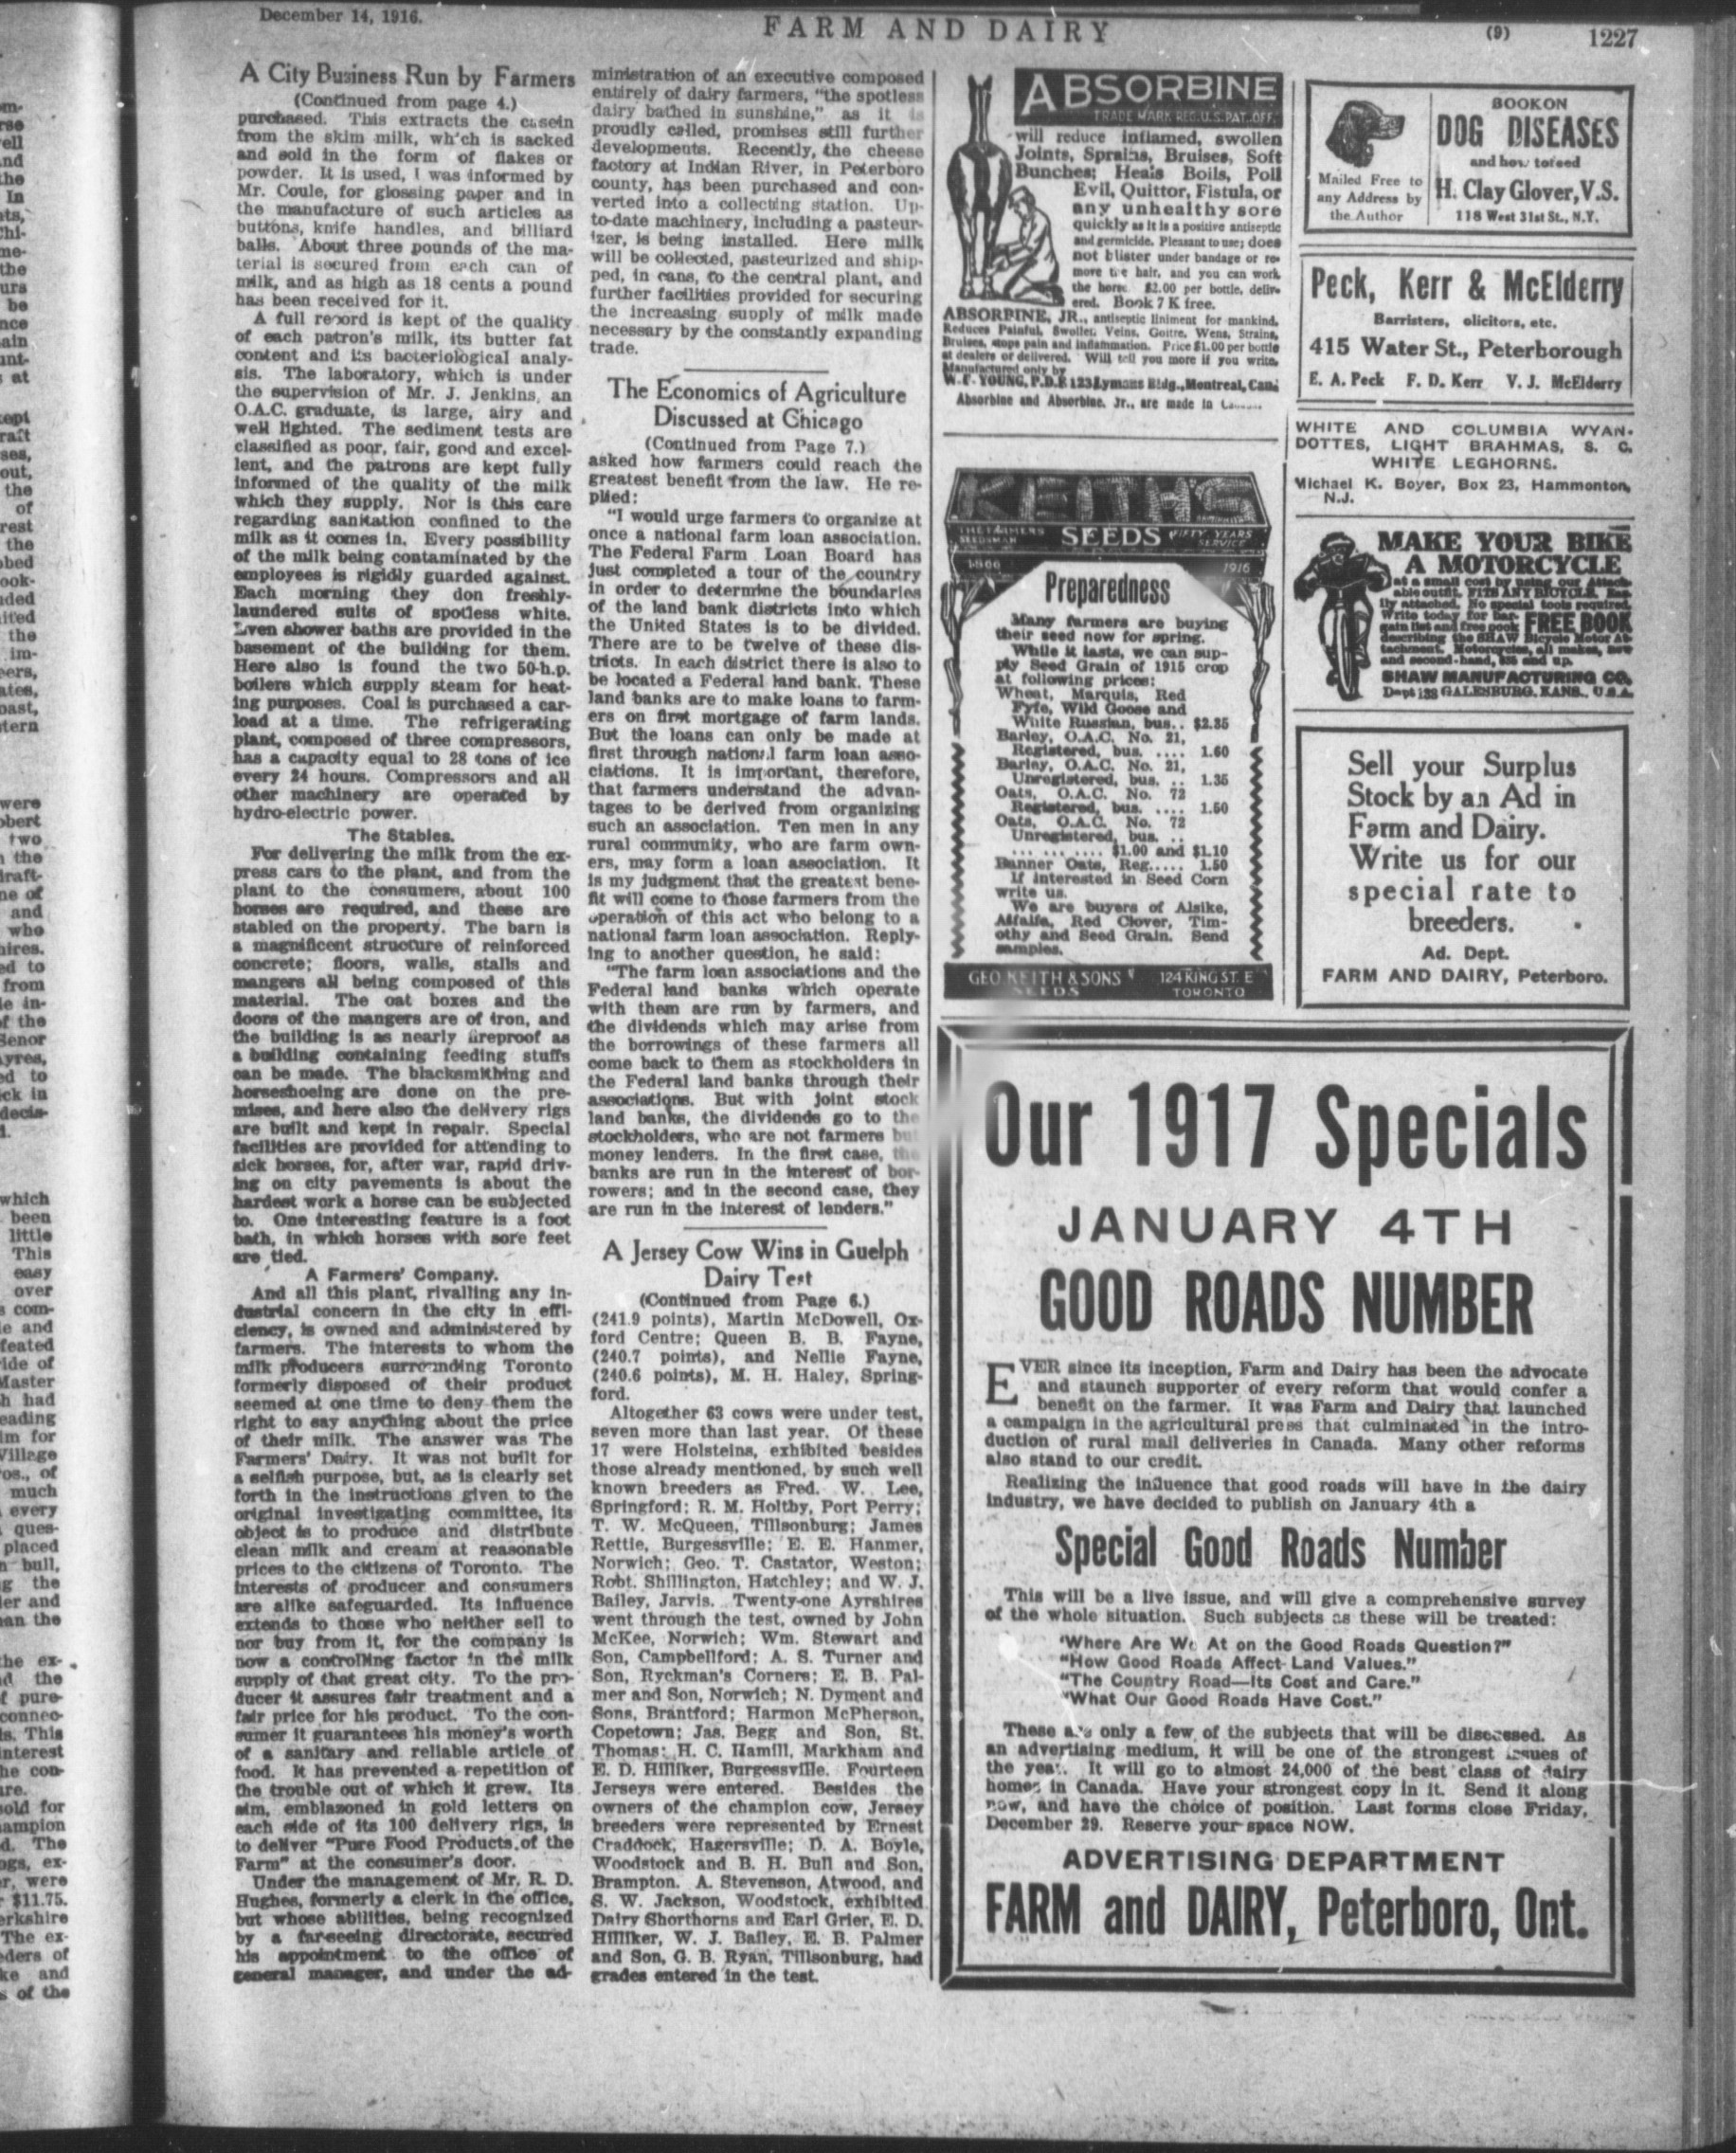 December 14, 1916.
FARM AND DAIRY
(9)
1227
A City Business Run by Farmers
(Continued from page 4.)
purchased. This extracts the casein
from the skim milk, which is sacked
and sold in the form of flakes or
powder. It is used, I was informed by
Mr. Coule, for glossing paper and in
the manufacture of such articles as
buttons, knife handles, and billiard
balls. About three pounds of the ma-
terial is secured from each can of
milk, and as high as 18 cents a pound
has been received for it.
A full record is kept of the quality
of each patron's milk, its butter fat
content and its bacteriological analy-
sis. The laboratory, which is under
the supervision of Mr. J. Jenkins, an
O.A.C. graduate, is large, airy and
well lighted. The sediment tests are
classified as poor, fair, good and excel-
lent, and the patrons are kept fully
informed of the quality of the milk
which they supply. Nor is this care
regarding sanitation confined to the
milk as it comes in. Every possibility
of the milk being contaminated by the
employees is rigidly guarded against.
Each morning they don freshly-
laundered suits of spotless white.
Even shower baths are provided in the
basement of the building for them.
Here also is found the two 50-h.p.
boilers which supply steam for heat-
ing purposes. Coal is purchased a car-
load at a time. The refrigerating
plant, composed of three compressors,
has a capacity equal to 28 tons of ice
every 24 hours. Compressors and all
other machinery are operated by
hydro-electric power.
The Stables.
For delivering the milk from the ex-
press cars to the plant, and from the
plant to the consumers, about 100
horses are required, and these are
stabled on the property. The barn is
a magnificent structure of reinforced
concrete; floors, walls, stalls and
mangers all being composed of this
material. The oat boxes and the
doors of the mangers are of iron, and
the building is as nearly fireproof as
a building containing feeding stuffs
can be made. The blacksmithing and
horseshoeing are done on the pre-
mises, and here also the delivery rigs
are built and kept in repair. Special
facilities are provided for attending to
sick horses, for, after war, rapid driv-
ing on city pavements is about the
hardest work a horse can be subjected
to. One interesting feature is a foot
bath, in which horses with sore feet
are tied.
A Farmers' Company.
And all this plant, rivalling any in-
dustrial concern in the city in effi-
ciency, is owned and administered by
farmers. The interests to whom the
milk producers surrounding Toronto
formerly disposed of their product
seemed at one time to deny them the
right to say anything about the price
of their milk. The answer was The
Farmers' Dairy. It was not built for
a selfish purpose, but, as is clearly set
forth in the instructions given to the
original investigating committee, its
object is to produce and distribute
clean milk and cream at reasonable
prices to the citizens of Toronto. The
interests of producer and consumers
are alike safeguarded. Its influence
extends to those who neither sell to
nor buy from it, for the company is
now a controlling factor in the milk
supply of that great city. To the pro-
ducer it assures fair treatment and a
fair price for his product. To the con-
sumer it guarantees his money's worth
of a sanitary and reliable article of
food. It has prevented a repetition of
the trouble out of which it grew. Its
aim, emblazoned in gold letters on
each side of its 100 delivery rigs, is
to deliver "Pure Food Products of the
Farm" at the consumer's door.
Under the management of Mr. R. D.
Hughes, formerly a clerk in the office,
but whose abilities, being recognized
by a far-seeing directorate, secured
his appointment to the office of
general manager, and under the ad-
ministration of an executive composed
entirely of dairy farmers, "the spotless
dairy bathed in sunshine," as it is
proudly called, promises still further
developments. Recently, the cheese
factory at Indian River, in Peterboro
county, has been purchased and con-
verted into a collecting station. Up-
to-date machinery, including a pasteur-
izer, is being installed. Here milk
will be collected, pasteurized and ship-
ped, in cans, to the central plant, and
further facilities provided for securing
the increasing supply of milk made
necessary by the constantly expanding
trade.
The Economics of Agriculture
Discussed at Chicago
(Continued from Page 7.)
asked how farmers could reach the
greatest benefit from the law. He re-
plied:
"I would urge farmers to organize at
once a national farm loan association.
The Federal Farm Loan Board has
just completed a tour of the country
in order to determine the boundaries
of the land bank districts into which
the United States is to be divided.
There are to be twelve of these dis-
tricts. In each district there is also to
be located a Federal land bank. These
land banks are to make loans to farm-
ers on first mortgage of farm lands.
But the loans can only be made at
first through national farm loan asso-
ciations. It is important, therefore,
that farmers understand the advan-
tages to be derived from organizing
such an association. Ten men in any
rural community, who are farm own-
ers, may form a loan association. It
is my judgment that the greatest bene-
fit will come to those farmers from the
operation of this act who belong to a
national farm loan association. Reply-
ing to another question, he said:
"The farm loan associations and the
Federal land banks which operate
with them are run by farmers, and
the dividends which may arise from
the borrowings of these farmers all
come back to them as stockholders in
the Federal land banks through their
associations. But with joint stock
land banks, the dividends go to the
stockholders, who are not farmers but
money lenders. In the first case, the
banks are run in the interest of bor-
rowers; and in the second case, they
are run in the interest of lenders."
A Jersey Cow Wins in Guelph
Dairy Test
(Continued from Page 6.)
(241.9 points), Martin McDowell, Ox-
ford Centre; Queen B. B. Fayne,
(240.7 points), and Nellie Fayne,
(240.6 points), M. H. Haley, Spring-
ford.
Altogether 63 cows were under test,
seven more than last year. Of these
17 were Holsteins, exhibited besides
those already mentioned, by such well
known breeders as Fred. W. Lee,
Springford; R. M. Holtby, Port Perry;
T. W. McQueen, Tillsonburg; James
Rettie, Burgessville; E. E. Hanmer,
Norwich; Geo. T. Castator, Weston;
Robt. Shillington, Hatchley; and W. J.
Bailey, Jarvis. Twenty-one Ayrshires
went through the test, owned by John
McKee, Norwich; Wm. Stewart and
Son, Campbellford; A. S. Turner and
Son, Ryckman's Corners; E. B. Pal-
mer and Son, Norwich; N. Dyment and
Sons, Brantford; Harmon McPherson,
Copetown; Jas. Begg and Son, St.
Thomas; H. C. Hamill, Markham and
E. D. Hilliker, Burgessville. Fourteen
Jerseys were entered. Besides the
owners of the champion cow, Jersey
breeders were represented by Ernest
Craddock, Hagersville; D. A. Boyle,
Woodstock and B. H. Bull and Son,
Brampton. A. Stevenson, Atwood, and
S. W. Jackson, Woodstock, exhibited
Dairy Shorthorns and Earl Grier, E. D.
Hilliker, W. J. Bailey, E. B. Palmer
and Son, G. B. Ryan, Tillsonburg, had
grades entered in the test.
ABSORBINE
TRADE MARK REG.U.S.PAT.OFF.
will reduce inflamed, swollen
Joints, Sprains, Bruises, Soft
Bunches; Heals Boils, Poll
Evil, Quittor, Fistula, or
any unhealthy sore
quickly as it is a positive antiseptic
and germicide. Pleasant to use; does
not blister under bandage or re-
move the hair, and you can work
the horse. $2.00 per bottle, deliv-
ered. Book 7 K free.
ABSORBINE, JR., antiseptic liniment for mankind,
Reduces Painful, Swollen Veins, Goitre, Wens, Strains,
Bruises, stops pain and inflammation. Price $1.00 per bottle
at dealers or delivered. Will tell you more if you write.
Manufactured only by
W. F. YOUNG, P.D.F. 123 Lymans Bldg., Montreal, Can.
Absorbine and Absorbine, Jr., are made in
KEITH'S
THE FARMERS SEEDSMAN
SEEDS
FIFTY YEARS SERVICE
1866
1916
Preparedness
Many farmers are buying
their seed now for spring.
While it lasts, we can sup-
ply Seed Grain of 1915 crop
at following prices:
Wheat, Marquis, Red
Fyfe, Wild Goose and
White Russian, bus.. $2.35
Barley, O.A.C. No. 21,
Registered, bus. .... 1.60
Barley, O.A.C. No. 21,
Unregistered, bus. .. 1.35
Oats, O.A.C. No. 72
Registered, bus. .... 1.50
Oats, O.A.C. No. 72
Unregistered, bus. ..
... ... .... $1.00 and $1.10
Banner Oats, Reg..... 1.50
If interested in Seed Corn
write us.
We are buyers of Alsike,
Alfalfa, Red Clover, Tim-
othy and Seed Grain. Send
samples.
GEO. KEITH & SONS 124 KING ST. E
SEEDS TORONTO
BOOK ON
DOG DISEASES
and how to feed
Mailed Free to
any Address by
the Author
H. Clay Glover, V.S.
118 West 31st St., N.Y.
Peck, Kerr & McElderry
Barristers, olicitors, etc.
415 Water St., Peterborough
E. A. Peck F. D. Kerr V. J. McElderry
WHITE AND COLUMBIA WYAN-
DOTTES, LIGHT BRAHMAS, S. C.
WHITE LEGHORNS.
Michael K. Boyer, Box 23, Hammonton,
N.J.
MAKE YOUR BIKE
A MOTORCYCLE
at a small cost by using our Attach-
able outfit. FITS ANY BICYCLE. Eas-
ily attached. No special tools required.
Write today for bar-
gain list and free book FREE BOOK
describing the SHAW Bicycle Motor At-
tachment. Motorcycles, all makes, new
and second-hand, $35 and up.
SHAW MANUFACTURING CO.
Dept 138 GALESBURG, KANS., U.S.A.
Sell your Surplus
Stock by an Ad in
Farm and Dairy.
Write us for our
special rate to
breeders.
Ad. Dept.
FARM AND DAIRY, Peterboro.
Our 1917 Specials
JANUARY 4TH
GOOD ROADS NUMBER
EVER since its inception, Farm and Dairy has been the advocate
and staunch supporter of every reform that would confer a
benefit on the farmer. It was Farm and Dairy that launched
a campaign in the agricultural press that culminated in the intro-
duction of rural mail deliveries in Canada. Many other reforms
also stand to our credit.
Realizing the influence that good roads will have in the dairy
industry, we have decided to publish on January 4th a
Special Good Roads Number
This will be a live issue, and will give a comprehensive survey
of the whole situation. Such subjects as these will be treated:
"Where Are We At on the Good Roads Question?"
"How Good Roads Affect Land Values."
"The Country Road—Its Cost and Care."
"What Our Good Roads Have Cost."
These are only a few of the subjects that will be discussed. As
an advertising medium, it will be one of the strongest issues of
the year. It will go to almost 24,000 of the best class of dairy
homes in Canada. Have your strongest copy in it. Send it along
now, and have the choice of position. Last forms close Friday,
December 29. Reserve your space NOW.
ADVERTISING DEPARTMENT
FARM and DAIRY, Peterboro, Ont.